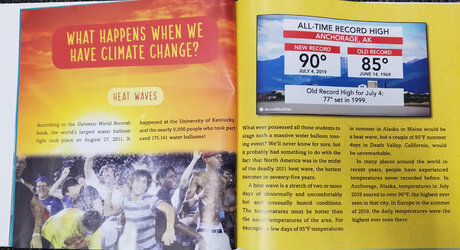 WHAT HAPPENS WHEN WE
HAVE CLIMATE CHANGE?
HEAT WAVES
According to the Guinness World Records
book, the world's largest water balloon
fight took place on August 27, 2011. It
happened at the University of Kentucky,
and the nearly 9,000 people who took part
used 175,141 water balloons!
ALL-TIME RECORD HIGH
ANCHORAGE, AK
NEW RECORD
90°
JULY 4, 2019
OLD RECORD
85°
JUNE 14, 1969
Old Record High for July 4:
77° set in 1999.
AccuWeather
What ever possessed all those students to
stage such a massive water balloon toss-
ing event? We'll never know for sure, but
it probably had something to do with the
fact that North America was in the midst
of the deadly 2011 heat wave, the hottest
summer in seventy-five years.
A heat wave is a stretch of two or more
days of abnormally and uncomfortably
hot and unusually humid conditions.
The temperatures must be hotter than
the usual temperatures of the area. For
example, a few days of 95°F temperatures
in summer in Alaska or Maine would be
a heat wave, but a couple of 95°F summer
days in Death Valley, California, would
be unremarkable.
In many places around the world in
recent years, people have experienced
temperatures never recorded before. In
Anchorage, Alaska, temperatures in July
2019 soared to over 90°F, the highest ever
seen in that city. In Europe in the summer
of 2019, the daily temperatures were the
highest ever seen there.